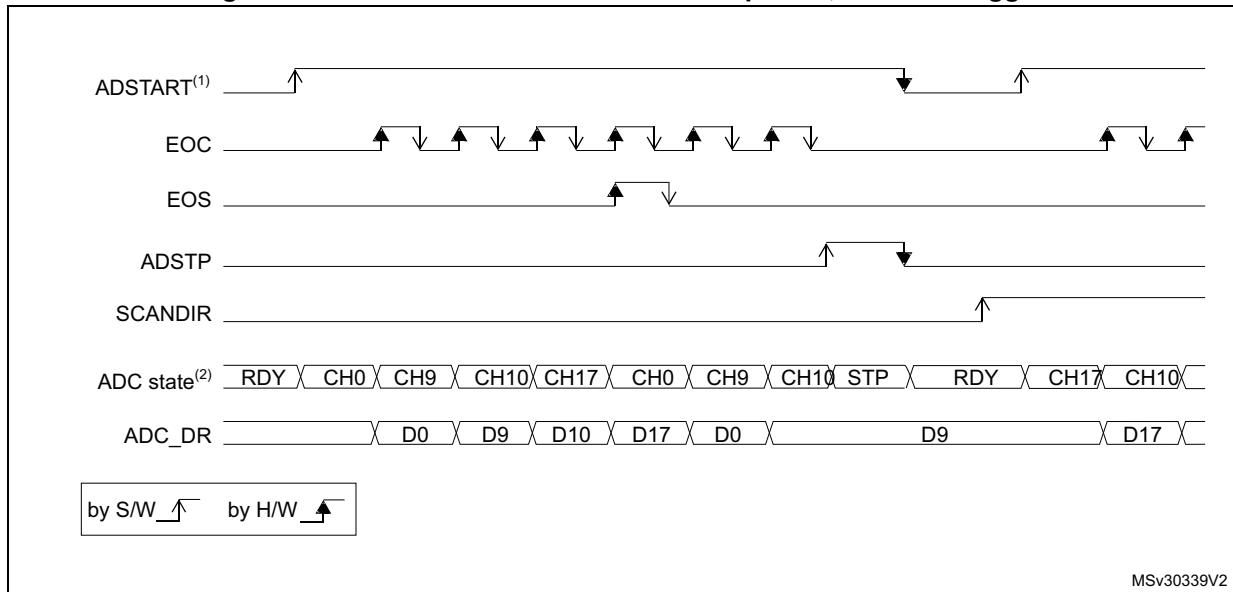 ADSTART(1)
EOC
EOS
ADSTP
SCANDIR
ADC state(2) RDY CH0 CH9 CH10 CH17 CH0 CH9 CH10 STP RDY CH17 CH10
ADC_DR D0 D9 D10 D17 D0 D9 D17
by S/W by H/W
MSv30339V2